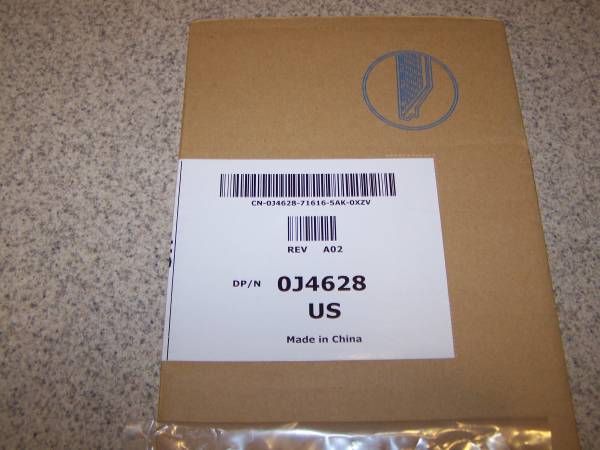 CN-0J4628-71616-5AK-0XZV
REV A02
DP/N 0J4628
US
Made in China